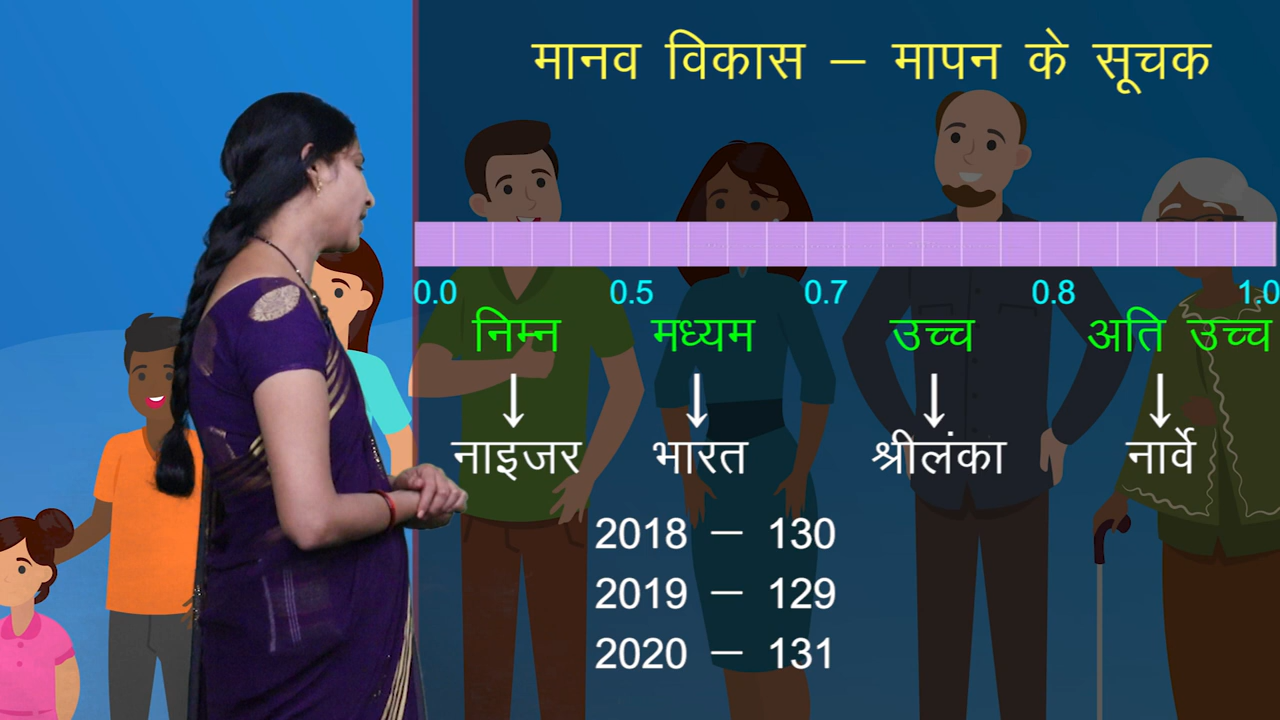 मानव विकास – मापन के सूचक
0.0 0.5 0.7 0.8 1.0
निम्न मध्यम उच्च अति उच्च
↓ ↓ ↓ ↓
नाइजर भारत श्रीलंका नार्वे
2018 – 130
2019 – 129
2020 – 131